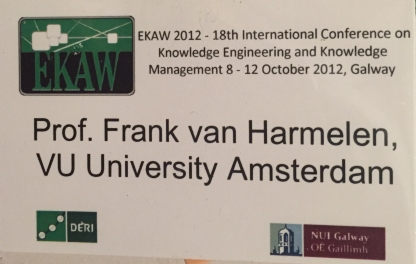 EKAW
EKAW 2012 - 18th International Conference on
Knowledge Engineering and Knowledge
Management 8 - 12 October 2012, Galway
Prof. Frank van Harmelen,
VU University Amsterdam
DERI
NUI Galway
OÉ Gaillimh